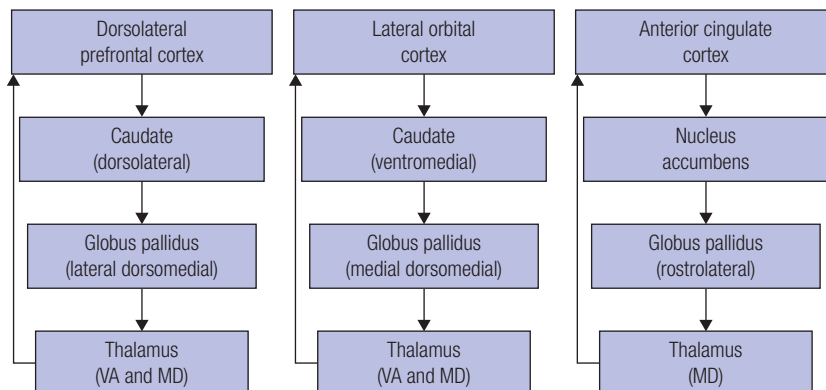 Dorsolateral
prefrontal cortex
Caudate
(dorsolateral)
Globus pallidus
(lateral dorsomedial)
Thalamus
(VA and MD)
Lateral orbital
cortex
Caudate
(ventromedial)
Globus pallidus
(medial dorsomedial)
Thalamus
(VA and MD)
Anterior cingulate
cortex
Nucleus
accumbens
Globus pallidus
(rostrolateral)
Thalamus
(MD)